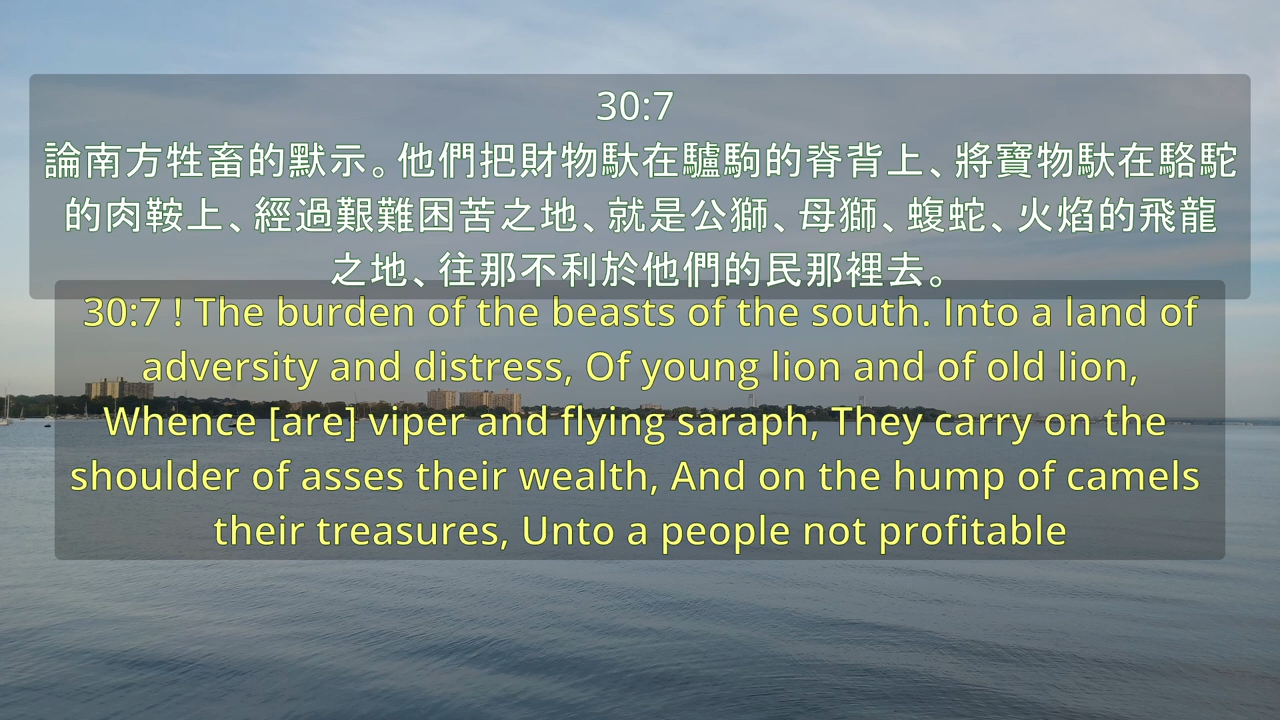 30:7
論南方牲畜的默示。他們把財物馱在驢駒的脊背上、將寶物馱在駱駝
的肉鞍上、經過艱難困苦之地、就是公獅、母獅、蝮蛇、火焰的飛龍
之地、往那不利於他們的民那裡去。
30:7 ! The burden of the beasts of the south. Into a land of
adversity and distress, Of young lion and of old lion,
Whence [are] viper and flying saraph, They carry on the
shoulder of asses their wealth, And on the hump of camels
their treasures, Unto a people not profitable